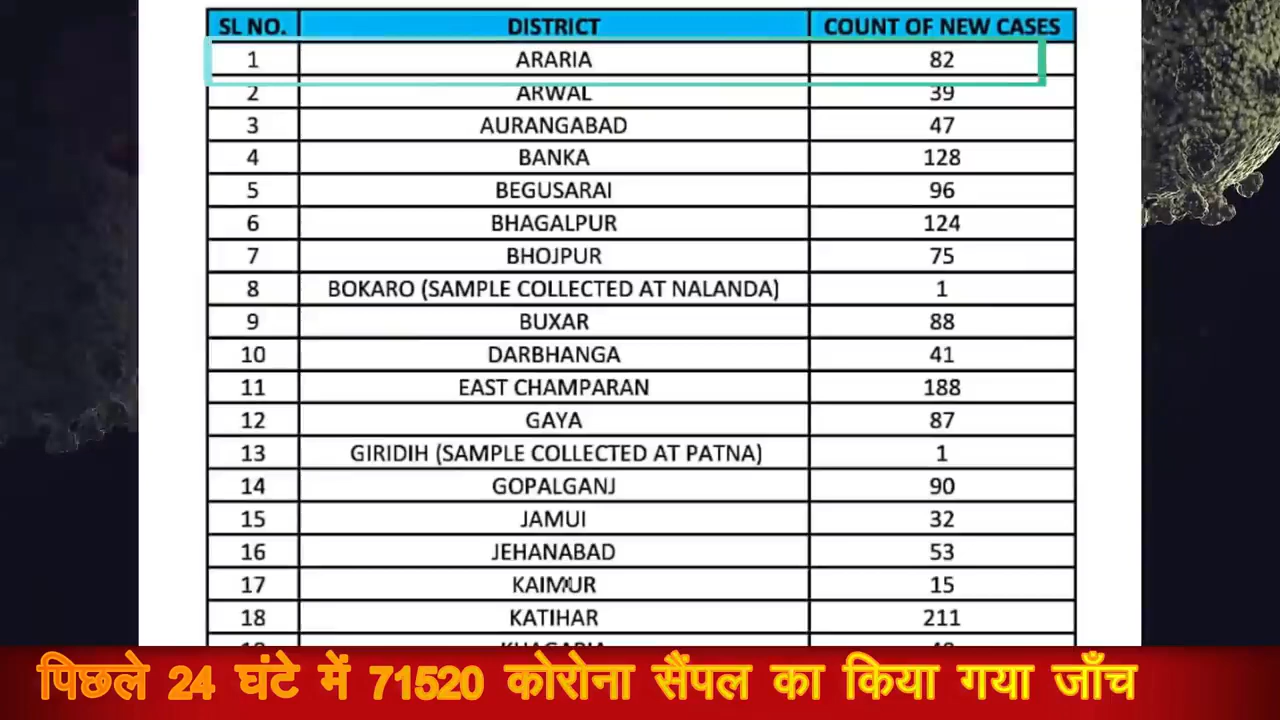 SL NO. DISTRICT COUNT OF NEW CASES
1 ARARIA 82
2 ARWAL 39
3 AURANGABAD 47
4 BANKA 128
5 BEGUSARAI 96
6 BHAGALPUR 124
7 BHOJPUR 75
8 BOKARO (SAMPLE COLLECTED AT NALANDA) 1
9 BUXAR 88
10 DARBHANGA 41
11 EAST CHAMPARAN 188
12 GAYA 87
13 GIRIDIH (SAMPLE COLLECTED AT PATNA) 1
14 GOPALGANJ 90
15 JAMUI 32
16 JEHANABAD 53
17 KAIMUR 15
18 KATIHAR 211
पिछले 24 घंटे में 71520 कोरोना सैंपल का किया गया जाँच